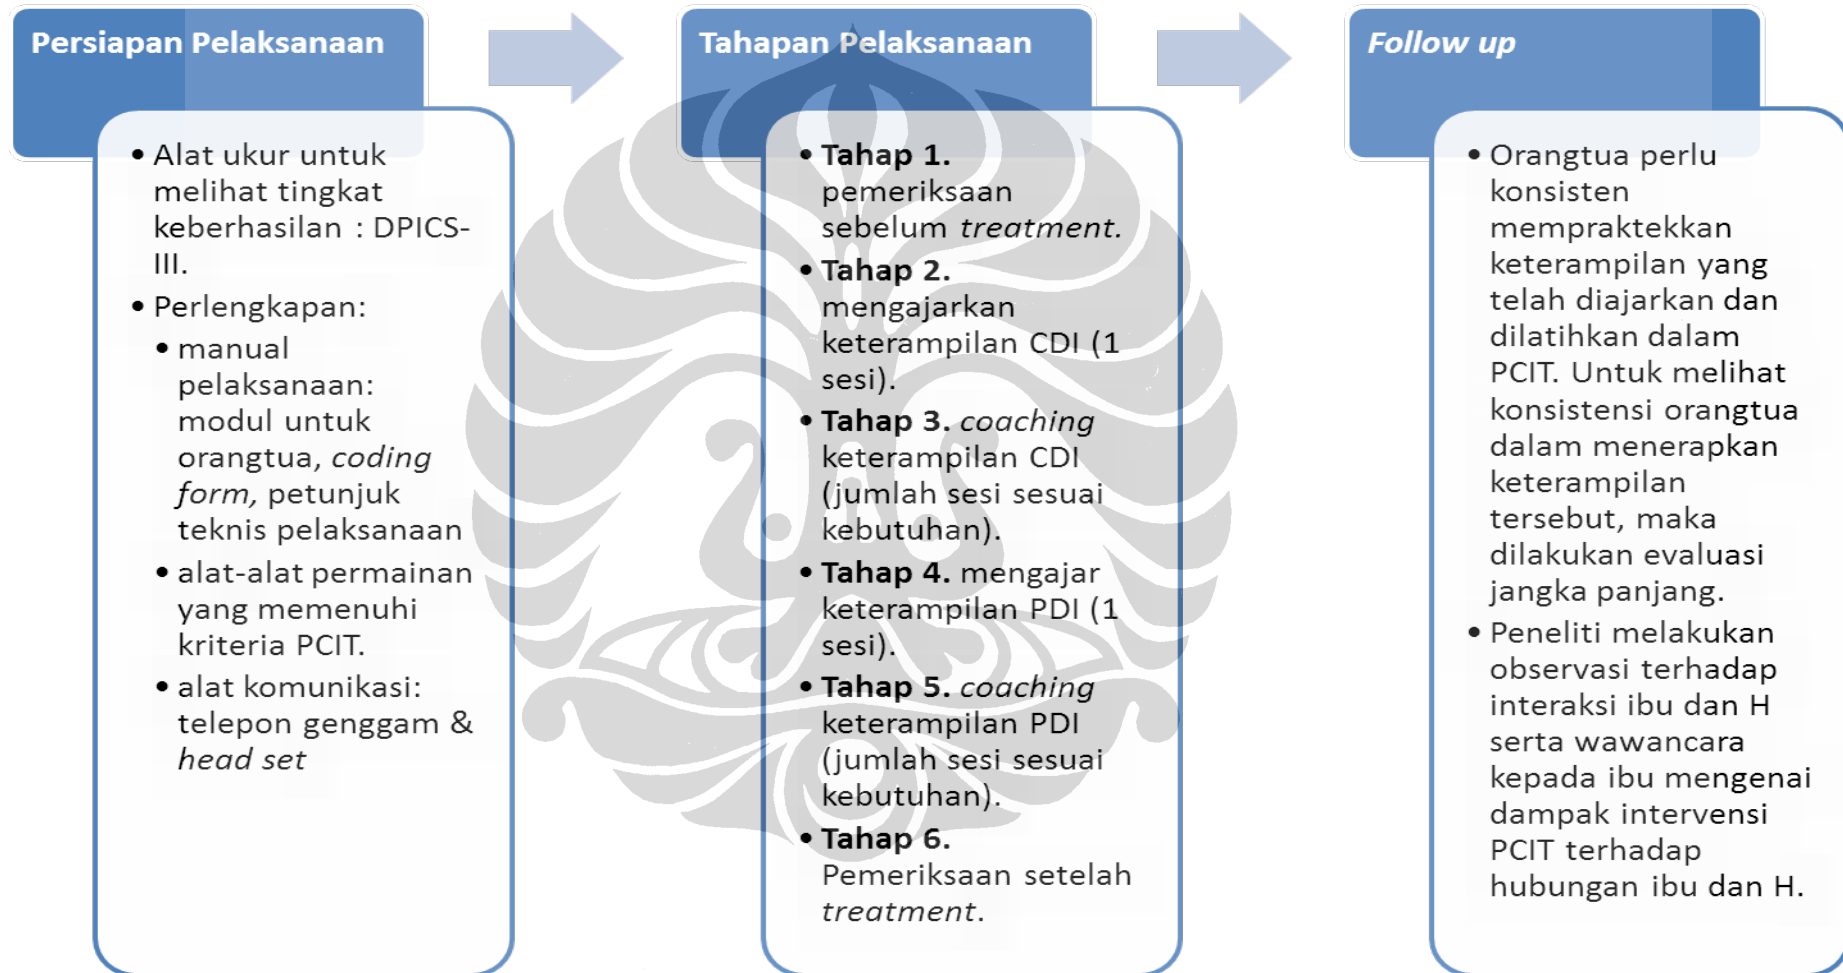 Persiapan Pelaksanaan
• Alat ukur untuk
melihat tingkat
keberhasilan : DPICS-
III.
• Perlengkapan:
• manual
pelaksanaan:
modul untuk
orangtua, coding
form, petunjuk
teknis pelaksanaan
• alat-alat permainan
yang memenuhi
kriteria PCIT.
• alat komunikasi:
telepon genggam &
head set
Tahapan Pelaksanaan
• Tahap 1.
pemeriksaan
sebelum treatment.
• Tahap 2.
mengajarkan
keterampilan CDI (1
sesi).
• Tahap 3. coaching
keterampilan CDI
(jumlah sesi sesuai
kebutuhan).
• Tahap 4. mengajar
keterampilan PDI (1
sesi).
• Tahap 5. coaching
keterampilan PDI
(jumlah sesi sesuai
kebutuhan).
• Tahap 6.
Pemeriksaan setelah
treatment.
Follow up
• Orangtua perlu
konsisten
mempraktekkan
keterampilan yang
telah diajarkan dan
dilatihkan dalam
PCIT. Untuk melihat
konsistensi orangtua
dalam menerapkan
keterampilan
tersebut, maka
dilakukan evaluasi
jangka panjang.
• Peneliti melakukan
observasi terhadap
interaksi ibu dan H
serta wawancara
kepada ibu mengenai
dampak intervensi
PCIT terhadap
hubungan ibu dan H.